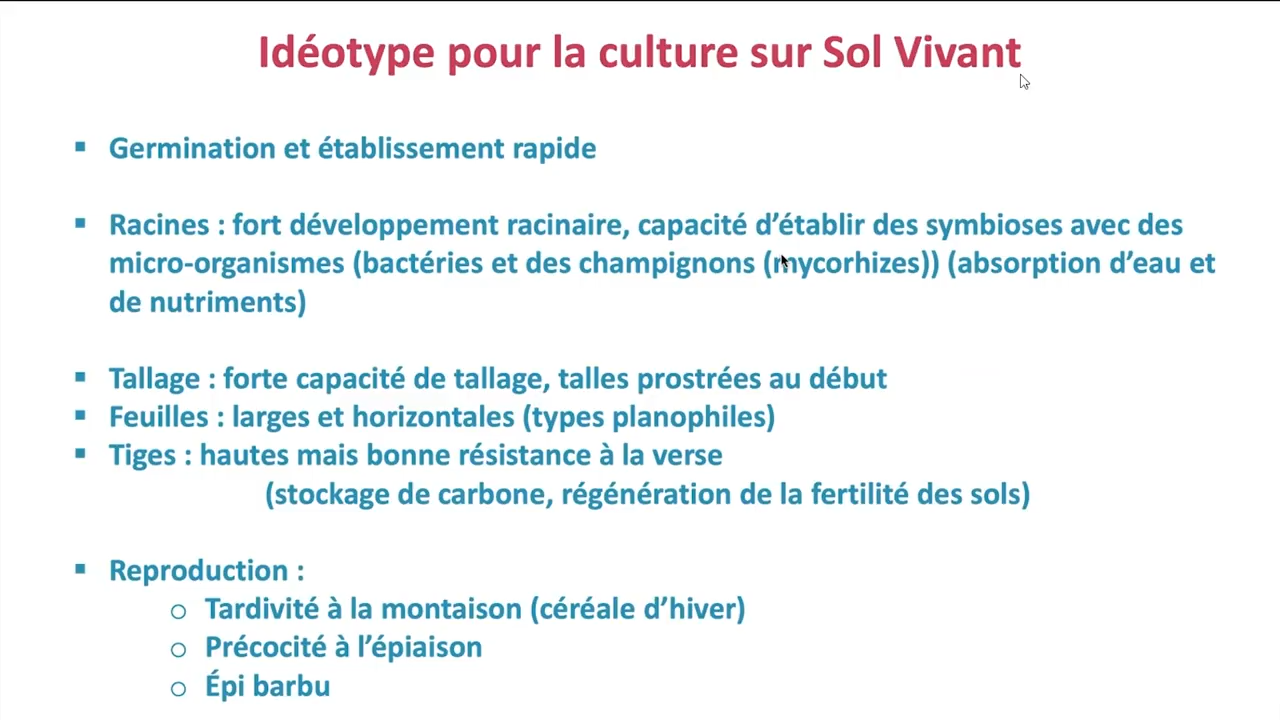 Idéotype pour la culture sur Sol Vivant
▪ Germination et établissement rapide
▪ Racines : fort développement racinaire, capacité d’établir des symbioses avec des
micro-organismes (bactéries et des champignons (mycorhizes)) (absorption d’eau et
de nutriments)
▪ Tallage : forte capacité de tallage, talles prostrées au début
▪ Feuilles : larges et horizontales (types planophiles)
▪ Tiges : hautes mais bonne résistance à la verse
(stockage de carbone, régénération de la fertilité des sols)
▪ Reproduction :
o Tardivité à la montaison (céréale d’hiver)
o Précocité à l’épiaison
o Épi barbu